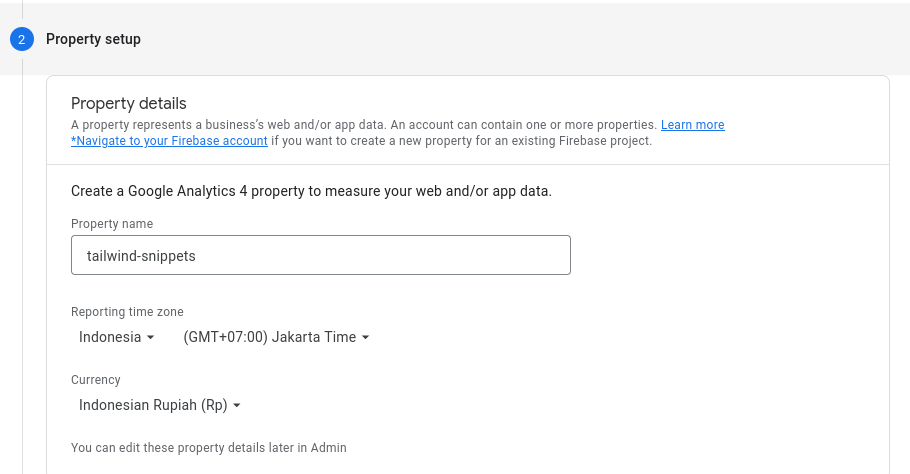 2 Property setup
Property details
A property represents a business's web and/or app data. An account can contain one or more properties. Learn more
*Navigate to your Firebase account if you want to create a new property for an existing Firebase project.
Create a Google Analytics 4 property to measure your web and/or app data.
Property name
tailwind-snippets
Reporting time zone
Indonesia (GMT+07:00) Jakarta Time
Currency
Indonesian Rupiah (Rp)
You can edit these property details later in Admin